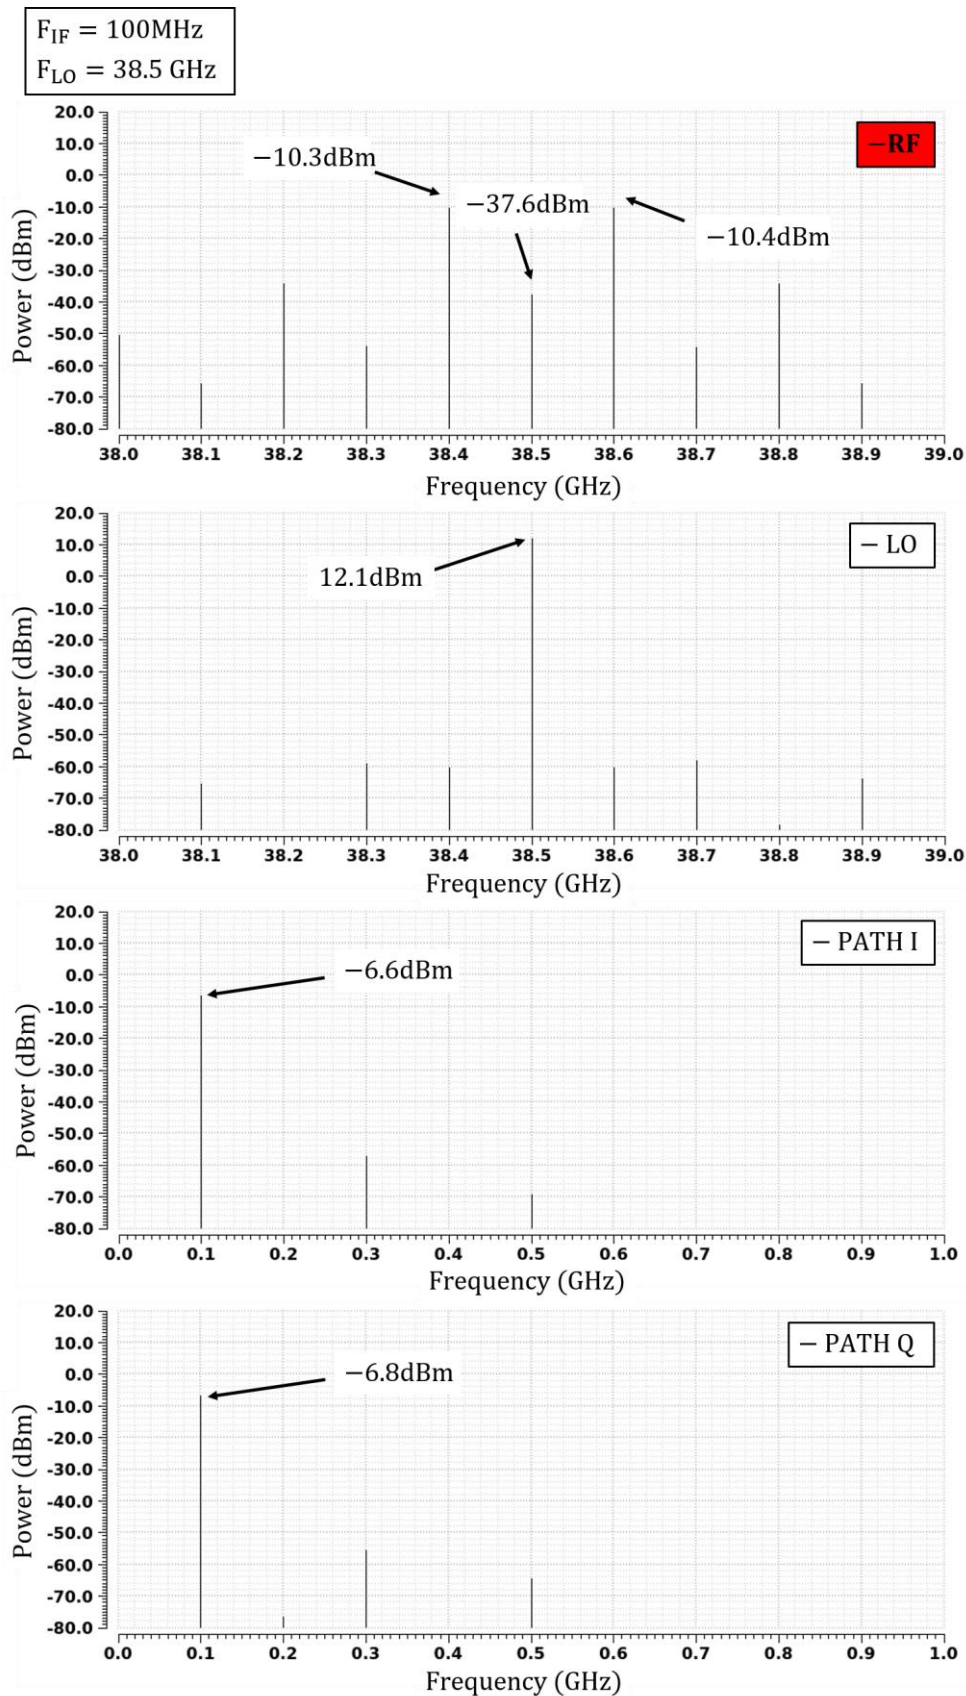 F_IF = 100MHz
F_LO = 38.5 GHz
20.0
10.0
0.0
-10.0
-20.0
-30.0
-40.0
-50.0
-60.0
-70.0
-80.0
Power (dBm)
−10.3dBm
−37.6dBm
−10.4dBm
−RF
38.0 38.1 38.2 38.3 38.4 38.5 38.6 38.7 38.8 38.9 39.0
Frequency (GHz)
20.0
10.0
0.0
-10.0
-20.0
-30.0
-40.0
-50.0
-60.0
-70.0
-80.0
Power (dBm)
12.1dBm
− LO
38.0 38.1 38.2 38.3 38.4 38.5 38.6 38.7 38.8 38.9 39.0
Frequency (GHz)
20.0
10.0
0.0
-10.0
-20.0
-30.0
-40.0
-50.0
-60.0
-70.0
-80.0
Power (dBm)
−6.6dBm
− PATH I
0.0 0.1 0.2 0.3 0.4 0.5 0.6 0.7 0.8 0.9 1.0
Frequency (GHz)
20.0
10.0
0.0
-10.0
-20.0
-30.0
-40.0
-50.0
-60.0
-70.0
-80.0
Power (dBm)
−6.8dBm
− PATH Q
0.0 0.1 0.2 0.3 0.4 0.5 0.6 0.7 0.8 0.9 1.0
Frequency (GHz)